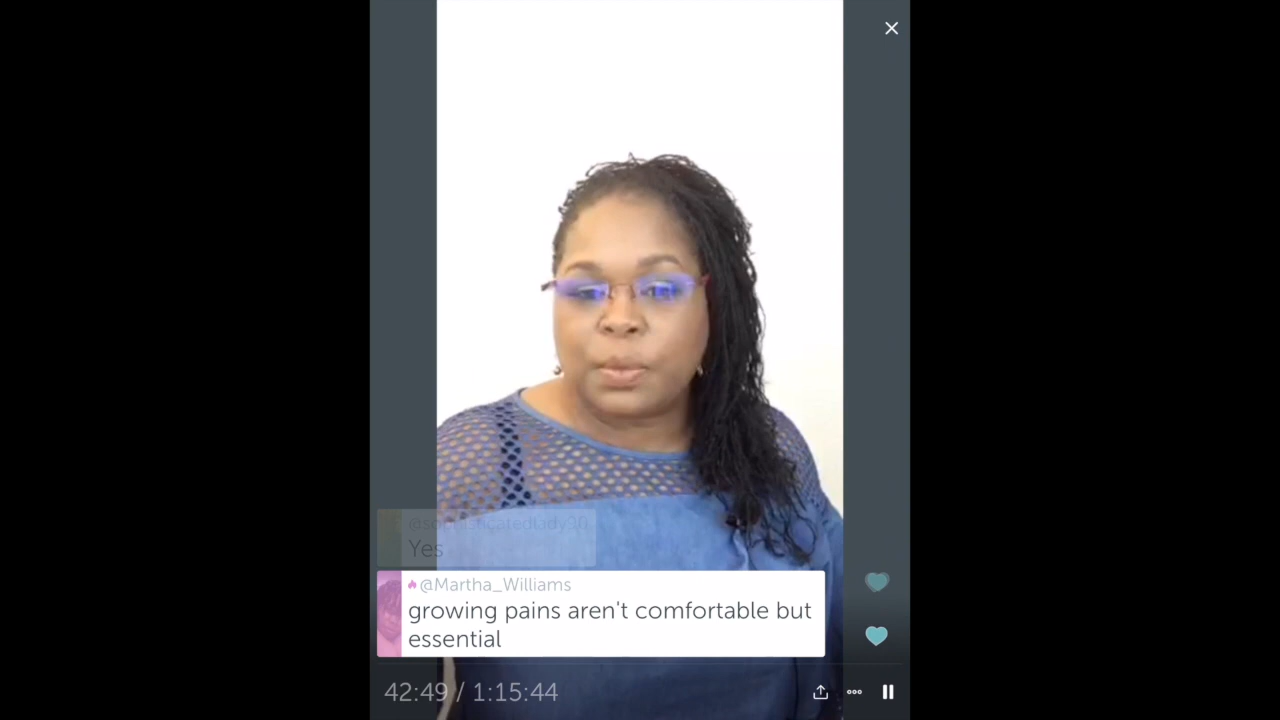 Yes
@Martha_Williams
growing pains aren't comfortable but
essential
42:49 / 1:15:44